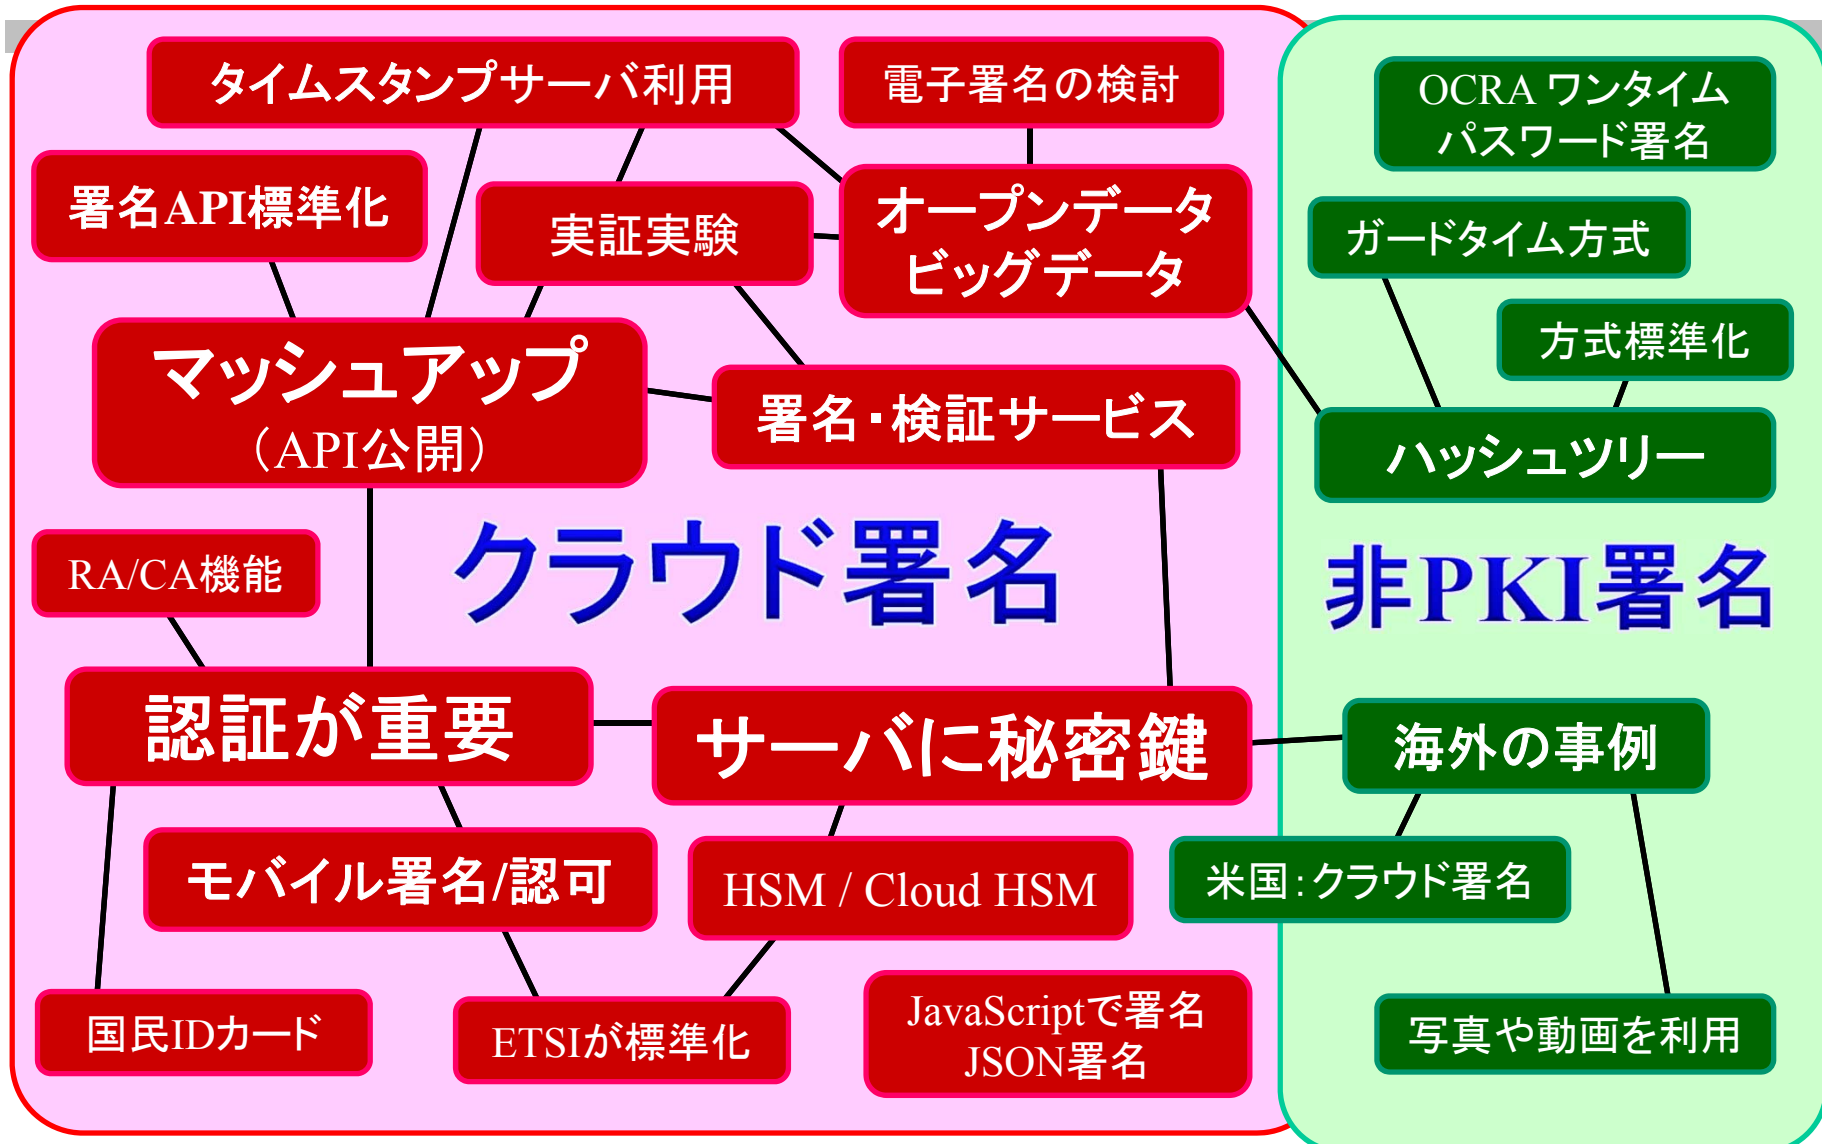 タイムスタンプサーバ利用
電子署名の検討
OCRA ワンタイム
パスワード署名
署名API標準化
実証実験
オープンデータ
ビッグデータ
ガードタイム方式
方式標準化
マッシュアップ
（API公開）
署名・検証サービス
ハッシュツリー
クラウド署名
非PKI署名
RA/CA機能
認証が重要
サーバに秘密鍵
海外の事例
モバイル署名/認可
HSM / Cloud HSM
米国：クラウド署名
国民IDカード
ETSIが標準化
JavaScriptで署名
JSON署名
写真や動画を利用